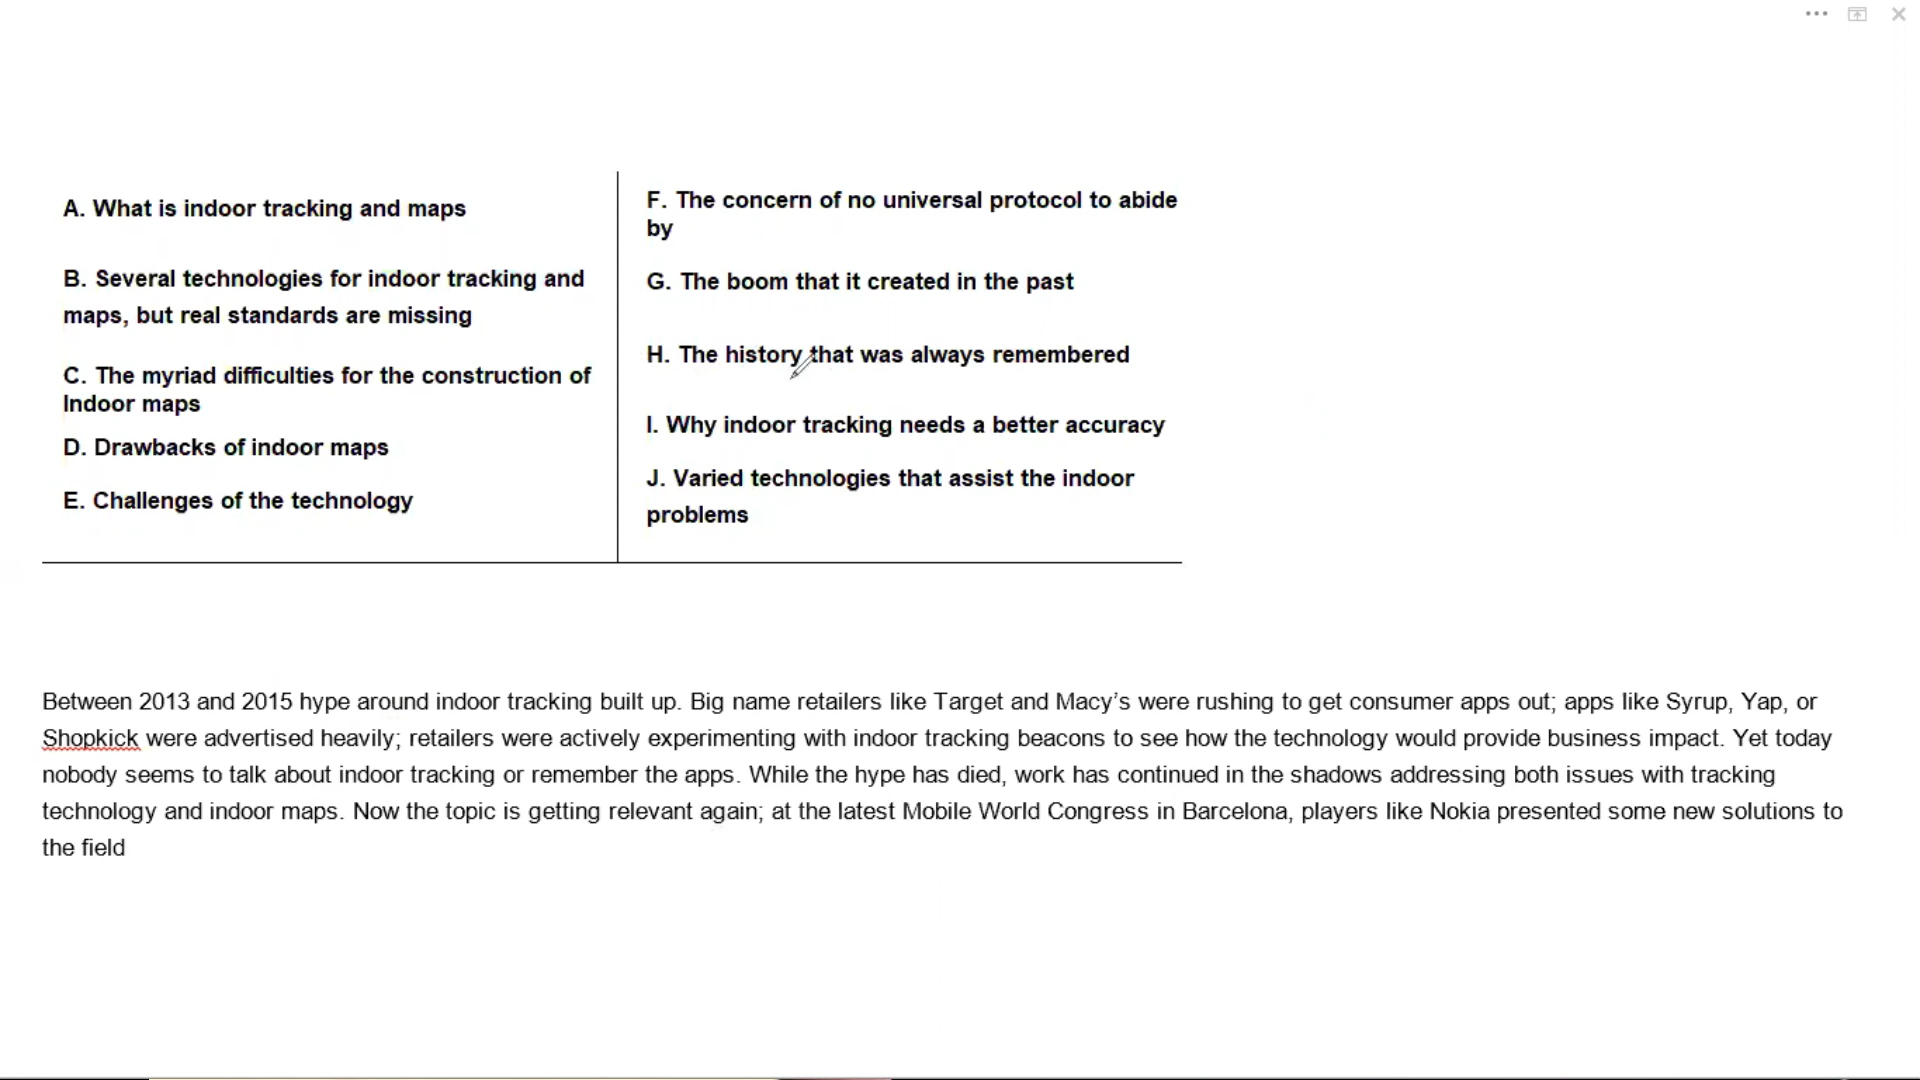 A. What is indoor tracking and maps
B. Several technologies for indoor tracking and
maps, but real standards are missing
C. The myriad difficulties for the construction of
Indoor maps
D. Drawbacks of indoor maps
E. Challenges of the technology
F. The concern of no universal protocol to abide
by
G. The boom that it created in the past
H. The history that was always remembered
I. Why indoor tracking needs a better accuracy
J. Varied technologies that assist the indoor
problems
Between 2013 and 2015 hype around indoor tracking built up. Big name retailers like Target and Macy’s were rushing to get consumer apps out; apps like Syrup, Yap, or
Shopkick were advertised heavily; retailers were actively experimenting with indoor tracking beacons to see how the technology would provide business impact. Yet today
nobody seems to talk about indoor tracking or remember the apps. While the hype has died, work has continued in the shadows addressing both issues with tracking
technology and indoor maps. Now the topic is getting relevant again; at the latest Mobile World Congress in Barcelona, players like Nokia presented some new solutions to
the field